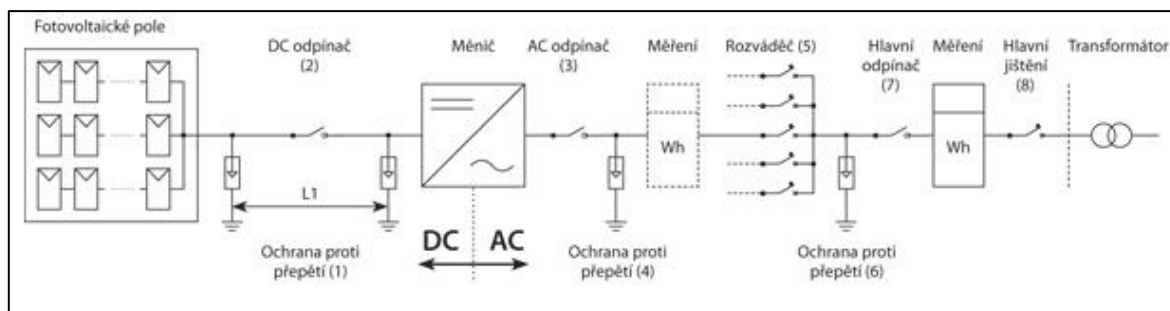 Fotovoltaické pole
DC odpínač
(2)
Měnič
AC odpínač
(3)
Měření
Rozváděč (5)
Hlavní
odpínač
(7)
Měření
Hlavní
jištění
(8)
Transformátor
Wh
Wh
L1
DC
AC
Ochrana proti
přepětí (1)
Ochrana proti
přepětí (4)
Ochrana proti
přepětí (6)